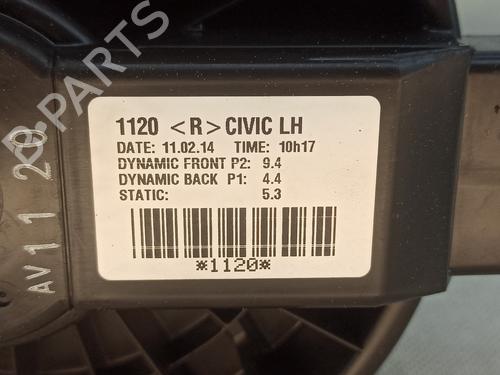 B-PARTS
1120 <R> CIVIC LH
DATE: 11.02.14 TIME: 10h17
DYNAMIC FRONT P2: 9.4
DYNAMIC BACK P1: 4.4
STATIC: 5.3
*1120*
AV1120